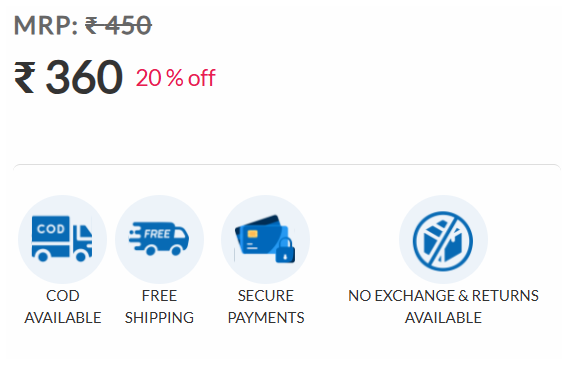 MRP: ₹ 450
₹ 360 20 % off
COD
FREE
COD
AVAILABLE
FREE
SHIPPING
SECURE
PAYMENTS
NO EXCHANGE & RETURNS
AVAILABLE